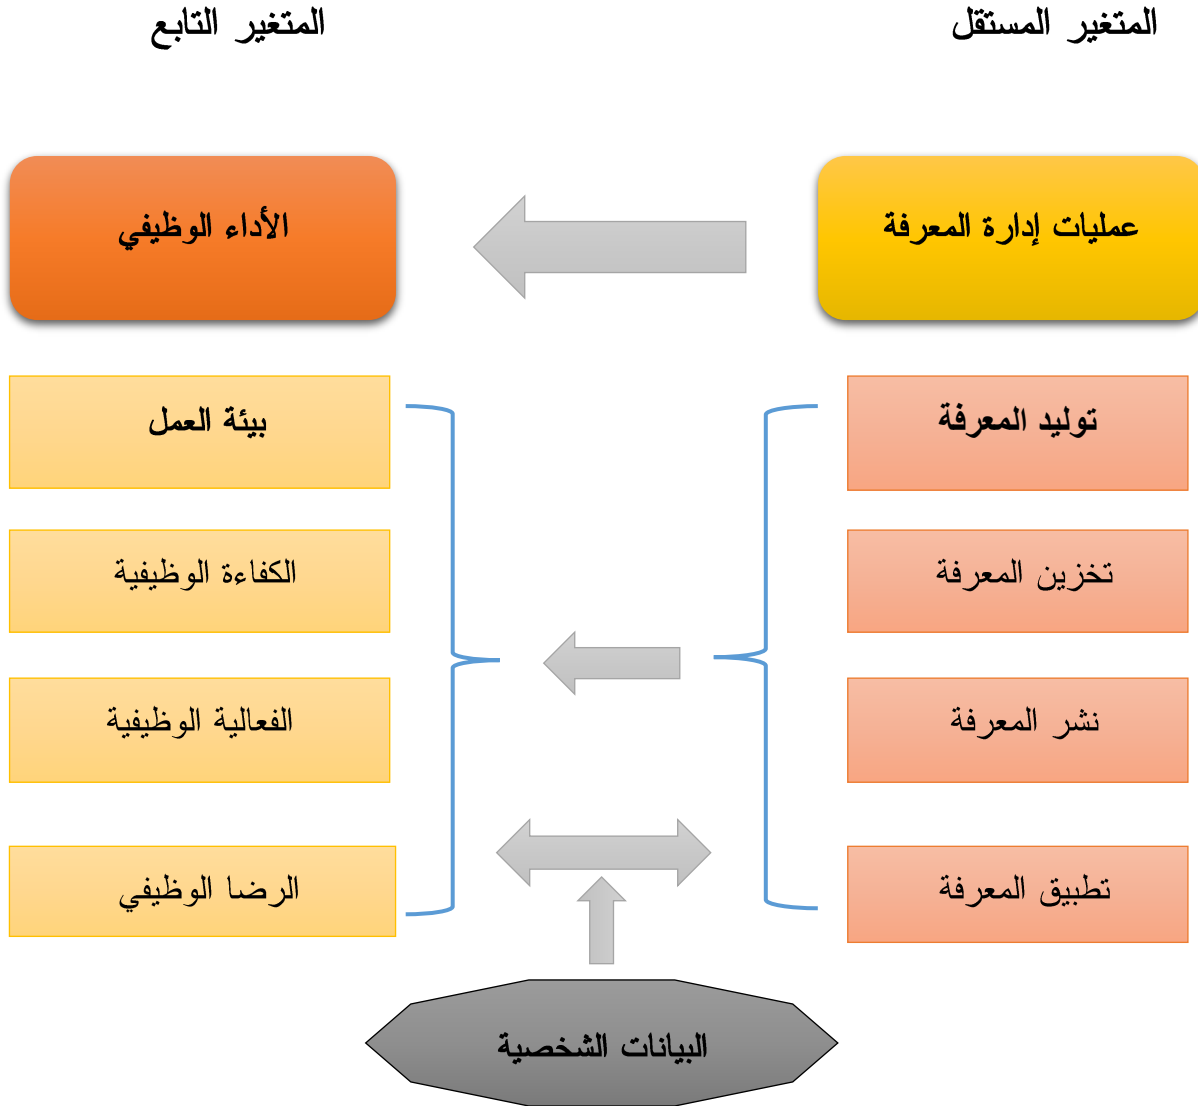 المتغير المستقل
المتغير التابع
عمليات إدارة المعرفة
الأداء الوظيفي
توليد المعرفة
بيئة العمل
تخزين المعرفة
الكفاءة الوظيفية
نشر المعرفة
الفعالية الوظيفية
تطبيق المعرفة
الرضا الوظيفي
البيانات الشخصية